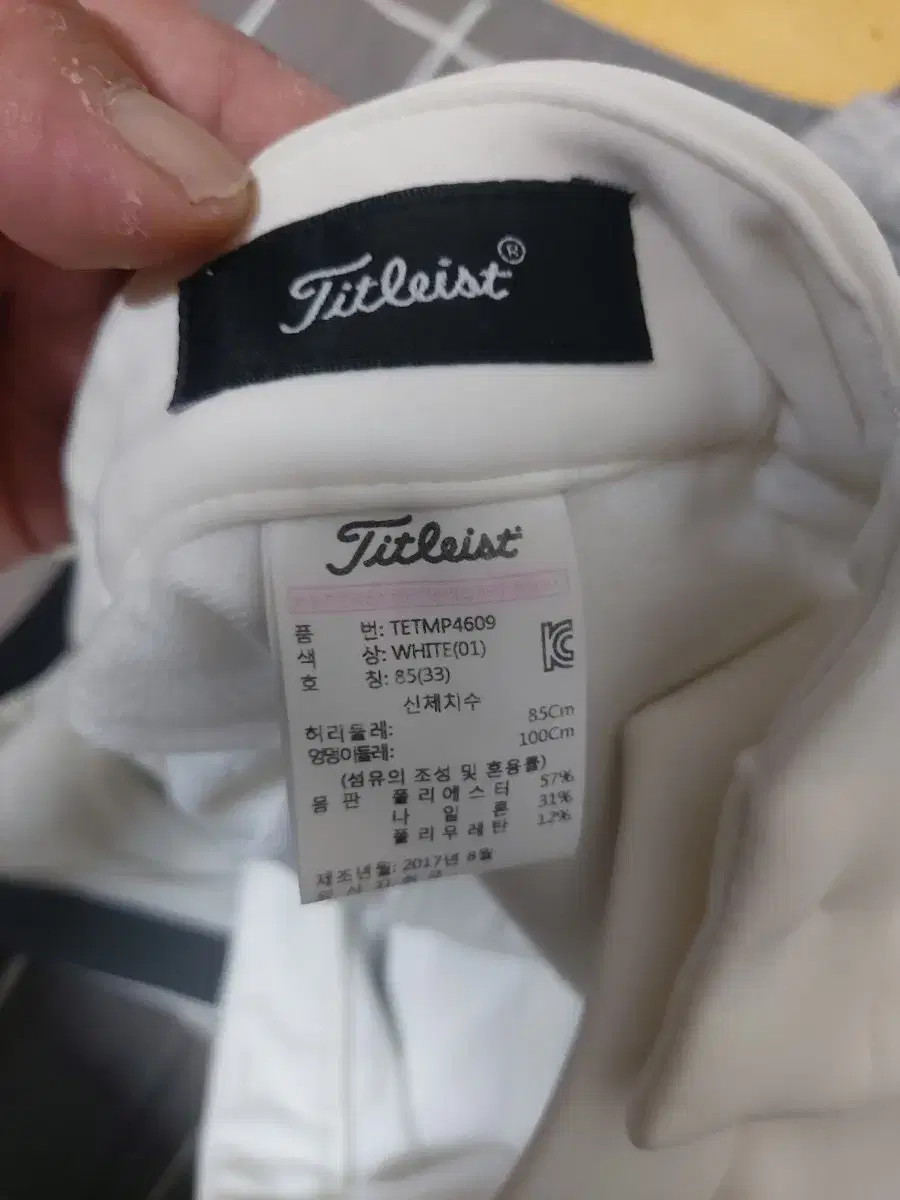 Titleist®
Titleist
품 번: TETMP4609
색 상: WHITE(01)
호 칭: 85(33)
신체치수
허리둘레: 85Cm
엉덩이둘레: 100Cm
(섬유의 조성 및 혼용률)
몸 판 폴리에스터 57%
나 일 론 31%
폴리우레탄 12%
제조년월: 2017년 8월